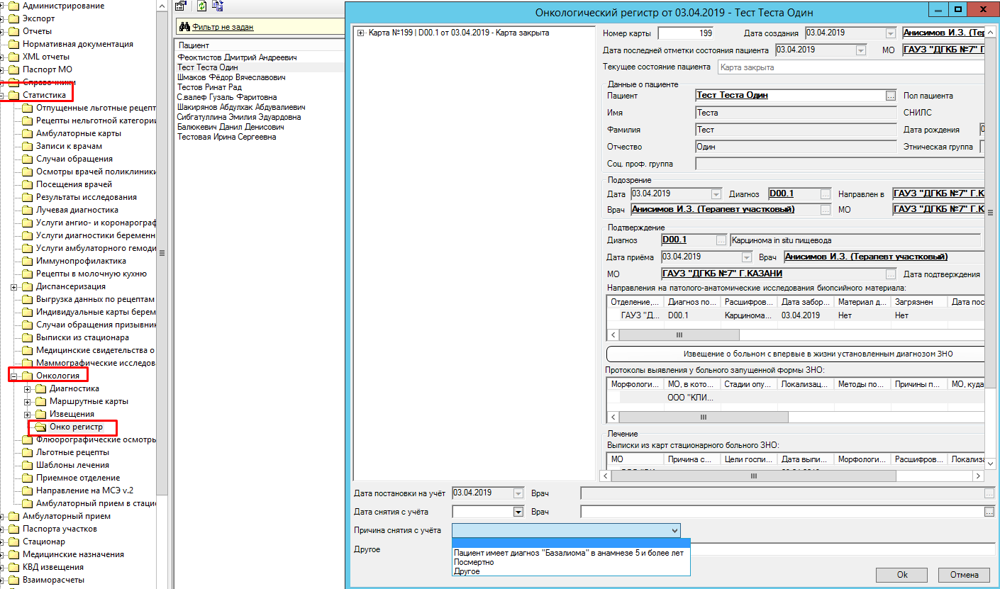 Администрирование
Экспорт
Отчеты
Нормативная документация
XML отчеты
Паспорт МО
Справочники
Статистика
Отпущенные льготные рецепт
Рецепты нельготной категории
Амбулаторные карты
Записи к врачам
Случаи обращения
Осмотры врачей поликлиники
Посещения врачей
Результаты исследования
Лучевая диагностика
Услуги ангио- и коронарограф
Услуги диагностики беременн
Услуги амбулаторного гемоди
Иммунопрофилактика
Рецепты в молочную кухню
Диспансеризация
Выгрузка данных по рецептам
Индивидуальные карты берем
Случаи обращения призывник
Выписки из стационара
Медицинские свидетельства о
Маммографические исследов
Онкология
Диагностика
Маршрутные карты
Извещения
Онко регистр
Флюорографические осмотры
Льготные рецепты
Шаблоны лечения
Приемное отделение
Направление на МСЭ v.2
Амбулаторный прием в стаци
Амбулаторный прием
Паспорта участков
Стационар
Медицинские назначения
КВД извещения
Взаиморасчеты
Фильтр не задан
Пациент
Феоктистов Дмитрий Андреевич
Тест Теста Один
Шмаков Фёдор Вячеславович
Тестов Ринат Рад
С.валеф Гузаль Фаритовна
Шакирянов Абдулхак Абдувалиевич
Сибгатуллина Эмилия Эдуардовна
Балюкевич Данил Денисович
Тестовая Ирина Сергеевна
Онкологический регистр от 03.04.2019 - Тест Теста Один
Карта №199 | D00.1 от 03.04.2019 - Карта закрыта
Номер карты 199 Дата создания 03.04.2019 Анисимов И.З. (Тер
Дата последней отметки состояния пациента 03.04.2019 МО ГАУЗ "ДГКБ №7" Г
Текущее состояние пациента Карта закрыта
Данные о пациенте
Пациент Тест Теста Один ... Пол пациента
Имя Теста СНИЛС
Фамилия Тест Дата рождения 0
Отчество Один Этническая группа
Соц. проф. группа
Подозрение
Дата 03.04.2019 Диагноз D00.1 ... Направлен в ГАУЗ "ДГКБ №7" Г.К
Врач Анисимов И.З. (Терапевт участковый) ... МО ГАУЗ "ДГКБ №7" Г.К
Подтверждение
Диагноз D00.1 ... Карцинома in situ пищевода
Дата приёма 03.04.2019 Врач Анисимов И.З. (Терапевт участковый)
МО ГАУЗ "ДГКБ №7" Г.КАЗАНИ ... Дата подтверждения
Направления на патолого-анатомические исследования биопсийного материала:
Отделение,... Диагноз по... Расшифров... Дата забор... Материал д... Загрязнен Дата пос
ГАУЗ "Д... D00.1 Карцинома... 03.04.2019 Нет Нет
Извещение о больном с впервые в жизни установленным диагнозом ЗНО
Протоколы выявления у больного запущенной формы ЗНО:
Морфологи... МО, в кото... Стадии опу... Локализац... Методы по... Причины п... МО, куда
ООО "КЛИ...
Лечение
Выписки из карт стационарного больного ЗНО:
МО Причина с... Цели госпи... Дата выпи... Морфологи... Расшифров... Локализа
Дата постановки на учёт 03.04.2019 Врач ...
Дата снятия с учёта Врач ...
Причина снятия с учёта
Другое
Пациент имеет диагноз "Базалиома" в анамнезе 5 и более лет
Посмертно
Другое
Ok Отмена